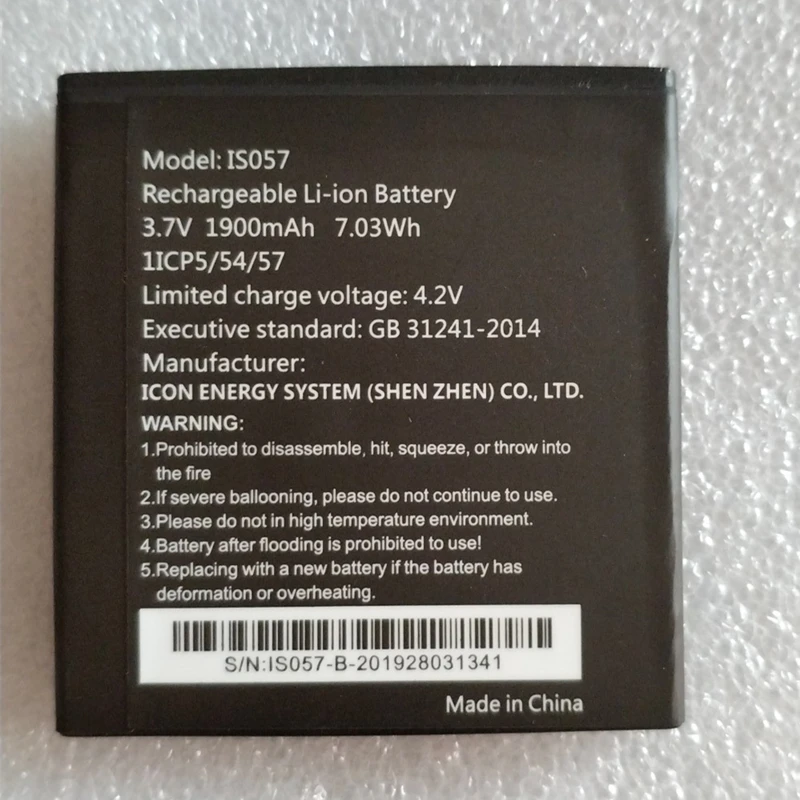 Model: IS057
Rechargeable Li-ion Battery
3.7V 1900mAh 7.03Wh
1ICP5/54/57
Limited charge voltage: 4.2V
Executive standard: GB 31241-2014
Manufacturer:
ICON ENERGY SYSTEM (SHEN ZHEN) CO., LTD.
WARNING:
1.Prohibited to disassemble, hit, squeeze, or throw into
the fire
2.If severe ballooning, please do not continue to use.
3.Please do not in high temperature environment.
4.Battery after flooding is prohibited to use!
5.Replacing with a new battery if the battery has
deformation or overheating.
S/N:IS057-B-201928031341
Made in China